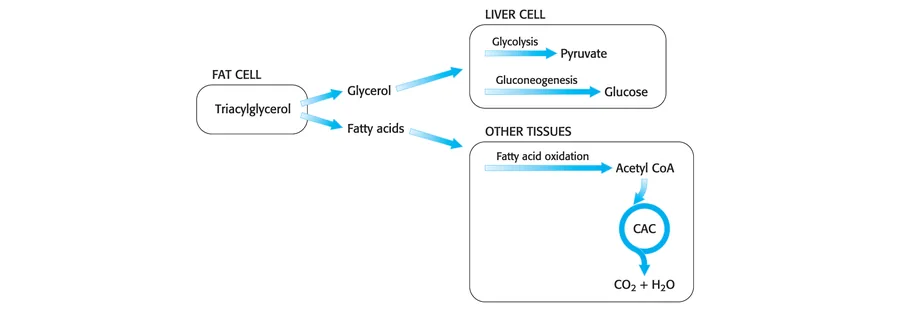 FAT CELL
Triacylglycerol
Glycerol
Fatty acids
LIVER CELL
Glycolysis
Pyruvate
Gluconeogenesis
Glucose
OTHER TISSUES
Fatty acid oxidation
Acetyl CoA
CAC
CO₂ + H₂O